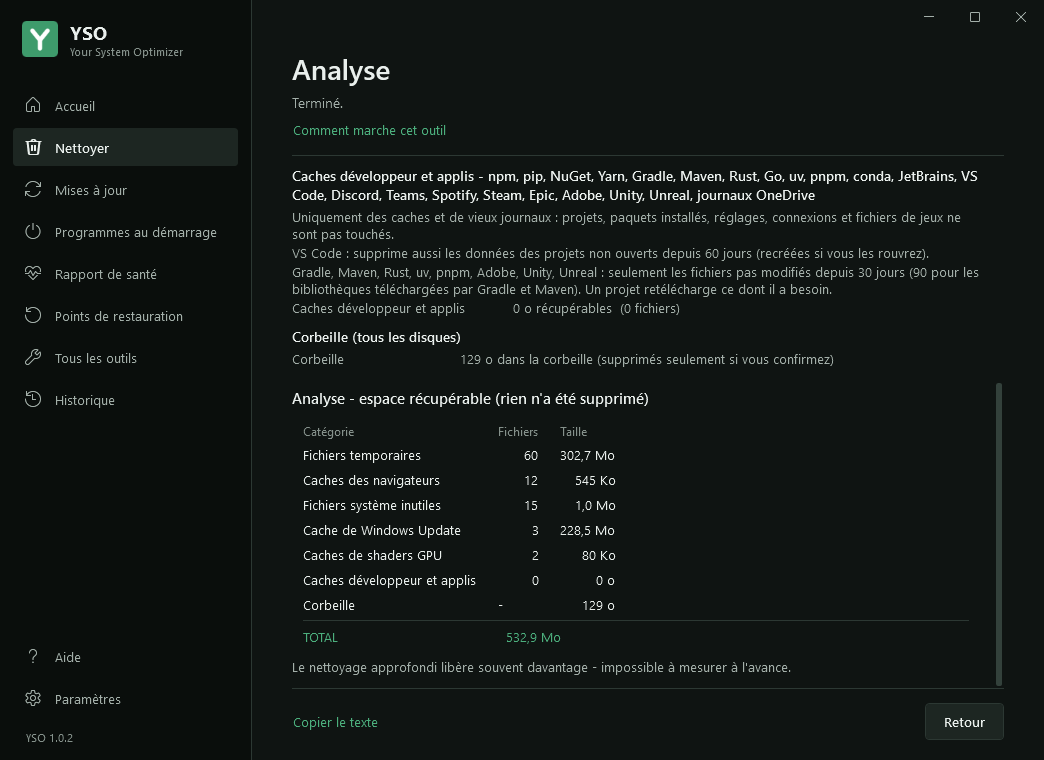 YSO
Your System Optimizer
Accueil
Nettoyer
Mises à jour
Programmes au démarrage
Rapport de santé
Points de restauration
Tous les outils
Historique
Aide
Paramètres
YSO 1.0.2
Analyse
Terminé.
Comment marche cet outil
Caches développeur et applis - npm, pip, NuGet, Yarn, Gradle, Maven, Rust, Go, uv, pnpm, conda, JetBrains, VS
Code, Discord, Teams, Spotify, Steam, Epic, Adobe, Unity, Unreal, journaux OneDrive
Uniquement des caches et de vieux journaux : projets, paquets installés, réglages, connexions et fichiers de jeux ne
sont pas touchés.
VS Code : supprime aussi les données des projets non ouverts depuis 60 jours (recréées si vous les rouvrez).
Gradle, Maven, Rust, uv, pnpm, Adobe, Unity, Unreal : seulement les fichiers pas modifiés depuis 30 jours (90 pour les
bibliothèques téléchargées par Gradle et Maven). Un projet retélécharge ce dont il a besoin.
Caches développeur et applis 0 o récupérables (0 fichiers)
Corbeille (tous les disques)
Corbeille 129 o dans la corbeille (supprimés seulement si vous confirmez)
Analyse - espace récupérable (rien n'a été supprimé)
Catégorie Fichiers Taille
Fichiers temporaires 60 302,7 Mo
Caches des navigateurs 12 545 Ko
Fichiers système inutiles 15 1,0 Mo
Cache de Windows Update 3 228,5 Mo
Caches de shaders GPU 2 80 Ko
Caches développeur et applis 0 0 o
Corbeille - 129 o
TOTAL 532,9 Mo
Le nettoyage approfondi libère souvent davantage - impossible à mesurer à l'avance.
Copier le texte
Retour